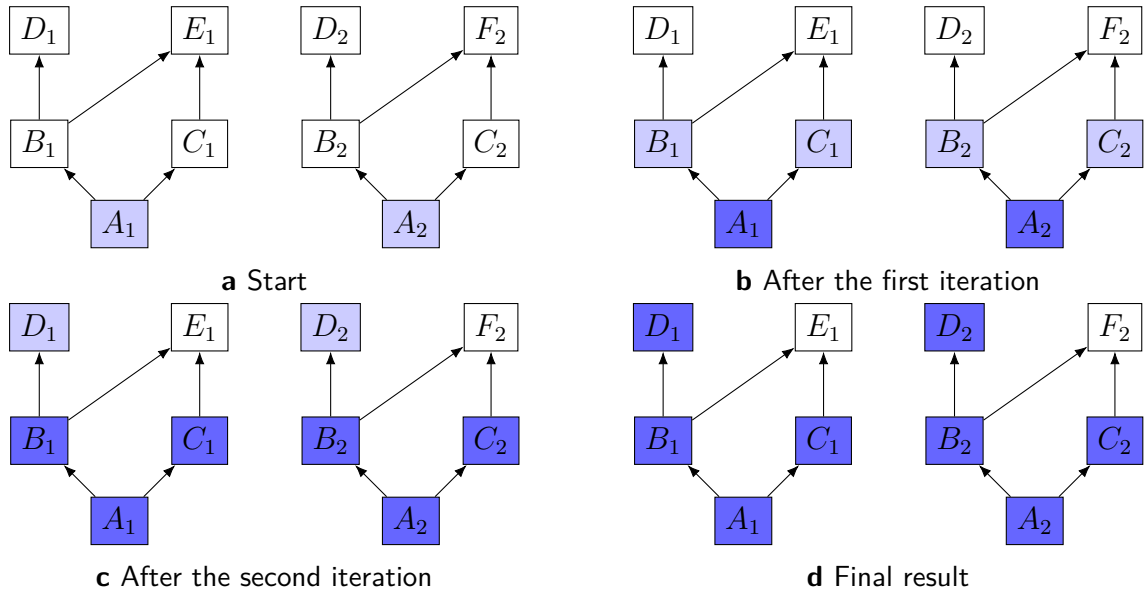 D₁ E₁ D₂ F₂
B₁ C₁ B₂ C₂
A₁ A₂
a Start
D₁ E₁ D₂ F₂
B₁ C₁ B₂ C₂
A₁ A₂
b After the first iteration
D₁ E₁ D₂ F₂
B₁ C₁ B₂ C₂
A₁ A₂
c After the second iteration
D₁ E₁ D₂ F₂
B₁ C₁ B₂ C₂
A₁ A₂
d Final result